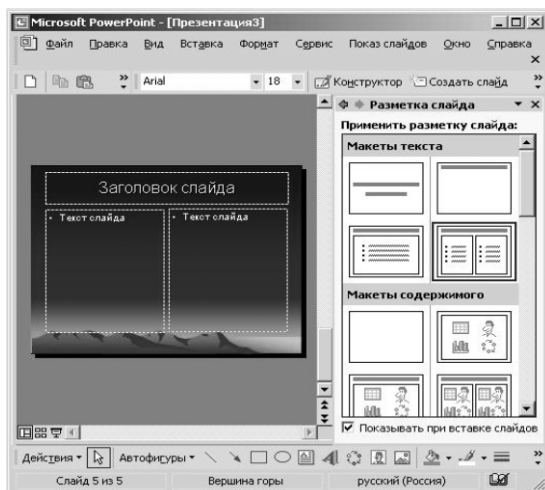 Microsoft PowerPoint - [Презентация3]
Файл Правка Вид Вставка Формат Сервис Показ слайдов Окно Справка
Arial 18 Конструктор Создать слайд
Разметка слайда
Применить разметку слайда:
Макеты текста
Заголовок слайда
• Текст слайда • Текст слайда
Макеты содержимого
Показывать при вставке слайдов
Действия Автофигуры
Слайд 5 из 5 Вершина горы русский (Россия)